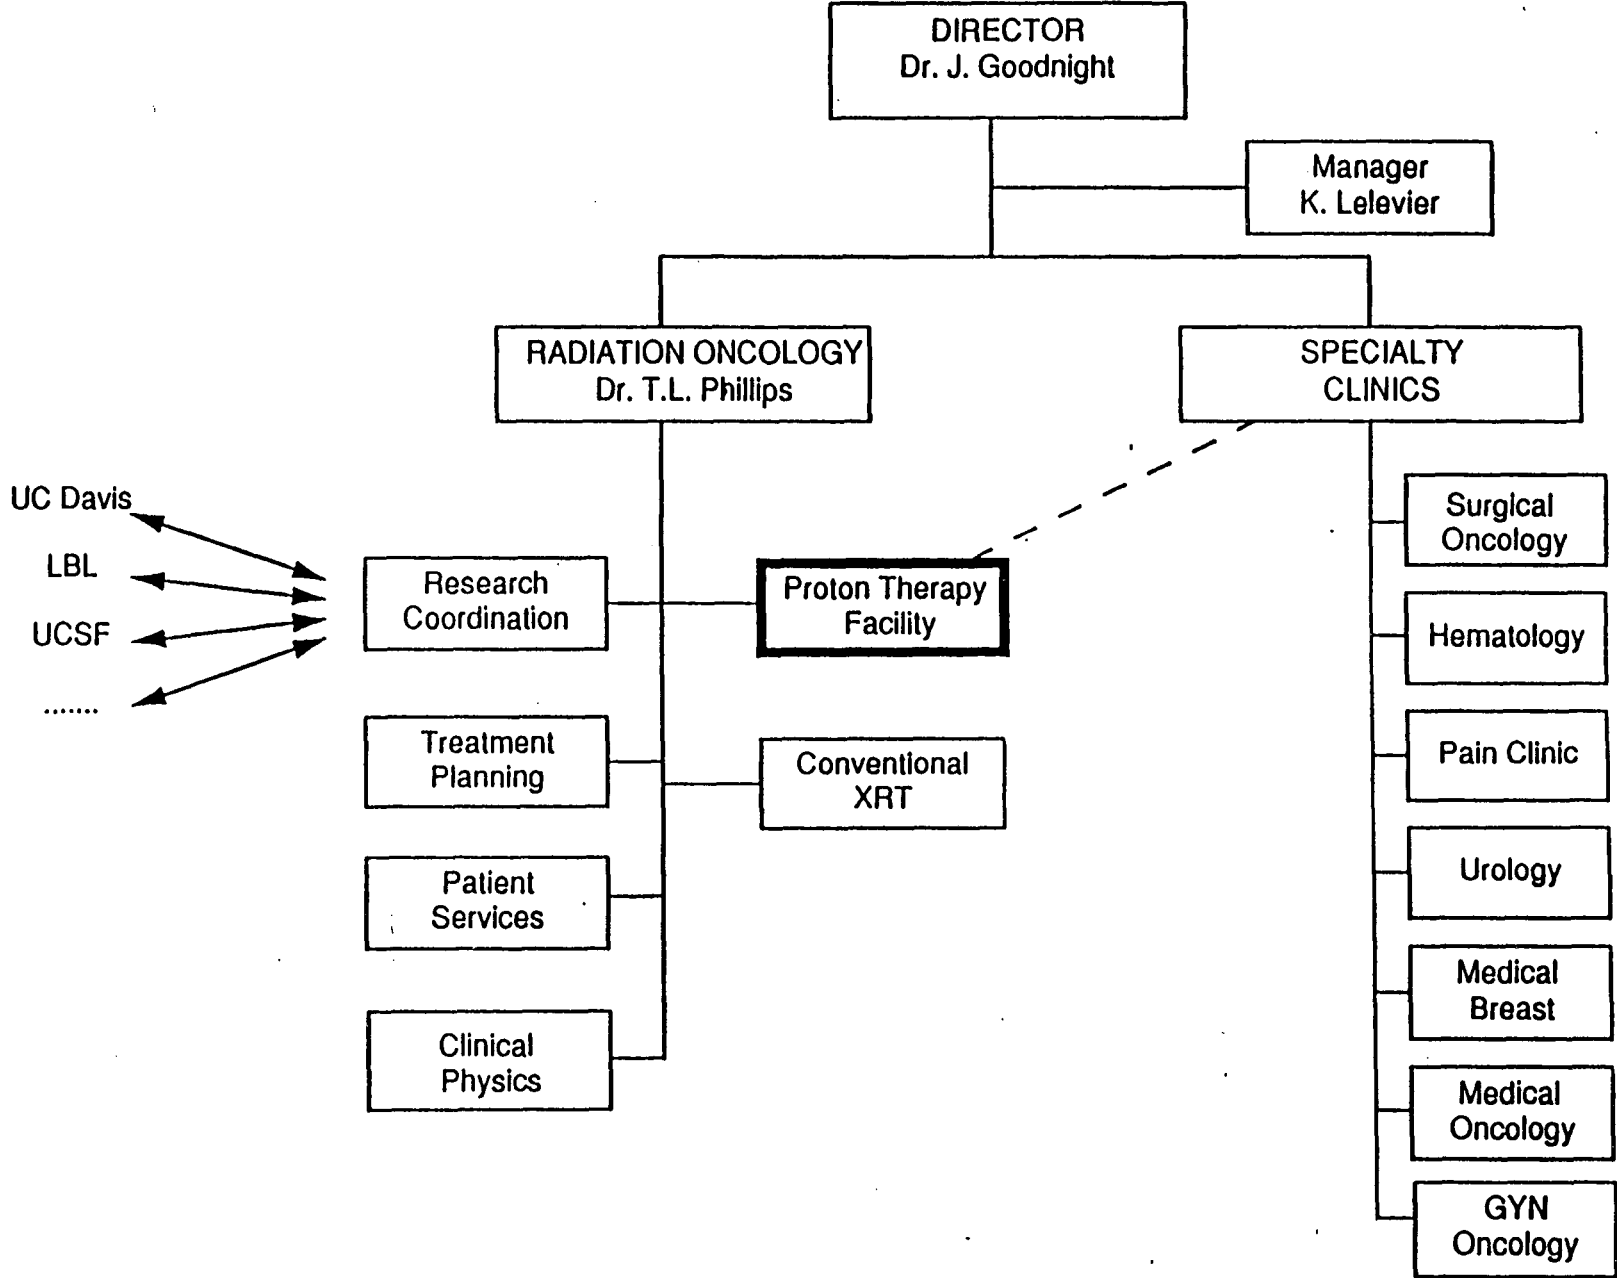 DIRECTOR
Dr. J. Goodnight
Manager
K. Lelevier
RADIATION ONCOLOGY
Dr. T.L. Phillips
SPECIALTY
CLINICS
UC Davis
LBL
UCSF
.......
Research
Coordination
Proton Therapy
Facility
Treatment
Planning
Conventional
XRT
Patient
Services
Clinical
Physics
Surgical
Oncology
Hematology
Pain Clinic
Urology
Medical
Breast
Medical
Oncology
GYN
Oncology